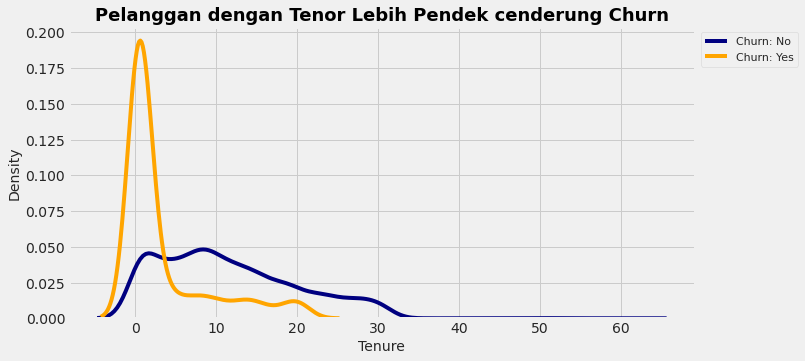 Pelanggan dengan Tenor Lebih Pendek cenderung Churn
Churn: No
Churn: Yes
0.200
0.175
0.150
0.125
0.100
0.075
0.050
0.025
0.000
Density
0 10 20 30 40 50 60
Tenure